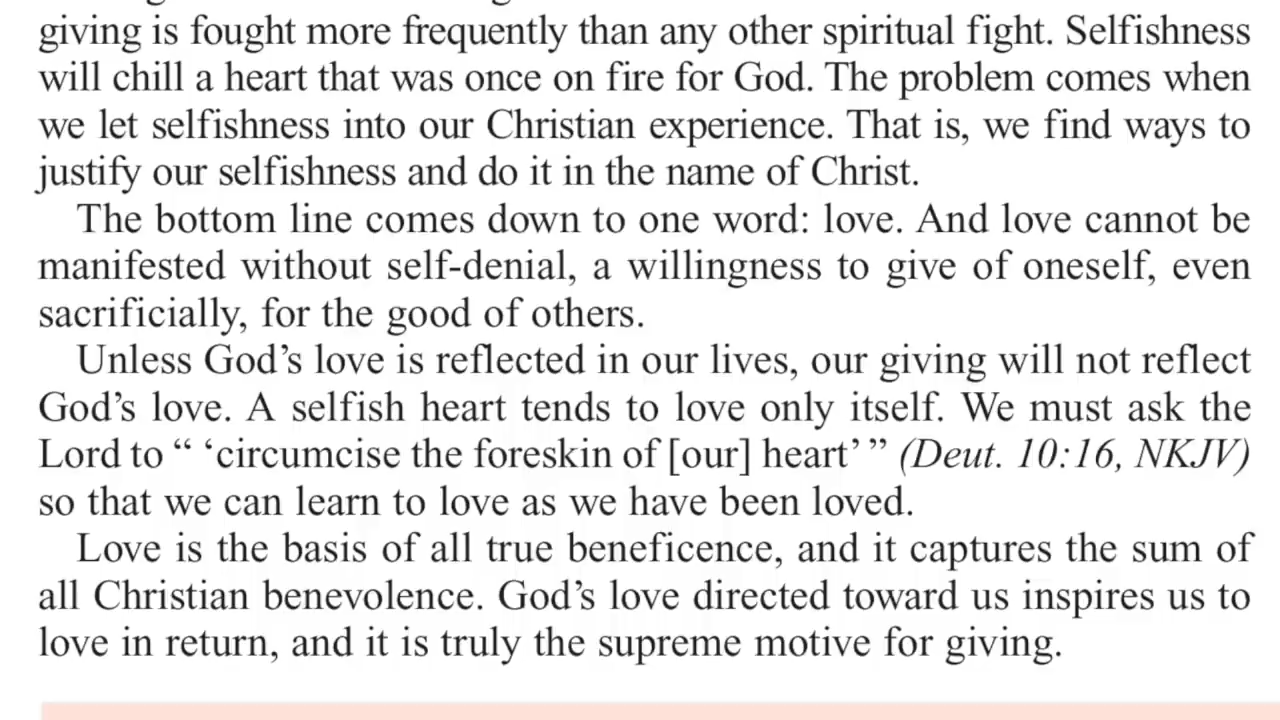 giving is fought more frequently than any other spiritual fight. Selfishness
will chill a heart that was once on fire for God. The problem comes when
we let selfishness into our Christian experience. That is, we find ways to
justify our selfishness and do it in the name of Christ.
The bottom line comes down to one word: love. And love cannot be
manifested without self-denial, a willingness to give of oneself, even
sacrificially, for the good of others.
Unless God’s love is reflected in our lives, our giving will not reflect
God’s love. A selfish heart tends to love only itself. We must ask the
Lord to “ ‘circumcise the foreskin of [our] heart’ ” (Deut. 10:16, NKJV)
so that we can learn to love as we have been loved.
Love is the basis of all true beneficence, and it captures the sum of
all Christian benevolence. God’s love directed toward us inspires us to
love in return, and it is truly the supreme motive for giving.